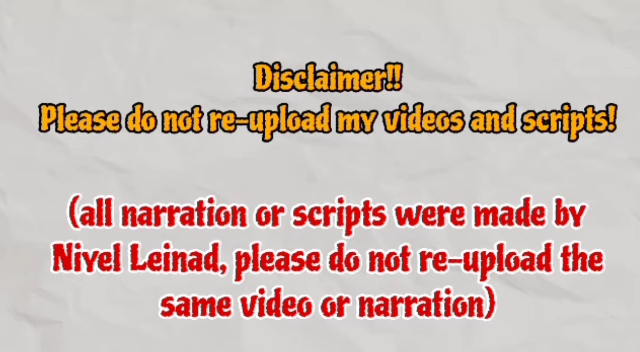 Disclaimer!!
Please do not re-upload my videos and scripts!
(all narration or scripts were made by
Niyel Leinad, please do not re-upload the
same video or narration)